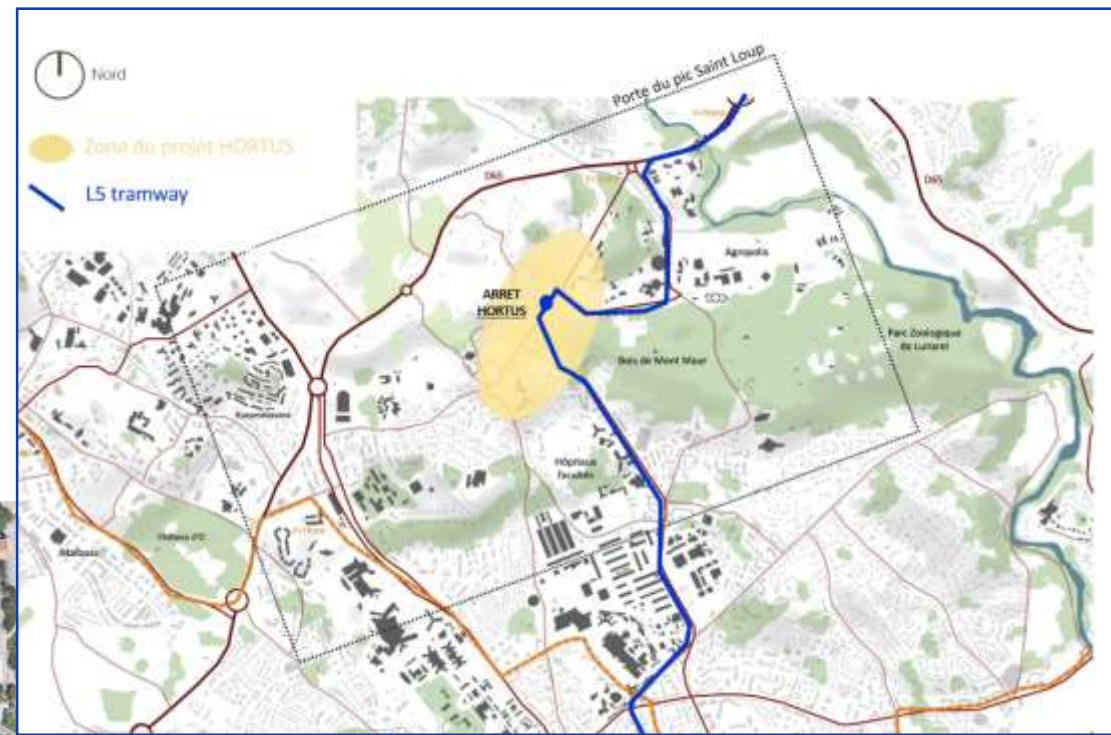 Nord
Zone du projet HORTUS
L5 tramway
Porte du pic Saint Loup
D65
D65
Agropolis
ARRET
HORTUS
Parc Zoologique
de Lunaret
Bois de Mont Maur
Hôpitaux
facultés
Château d'O
Malbosc